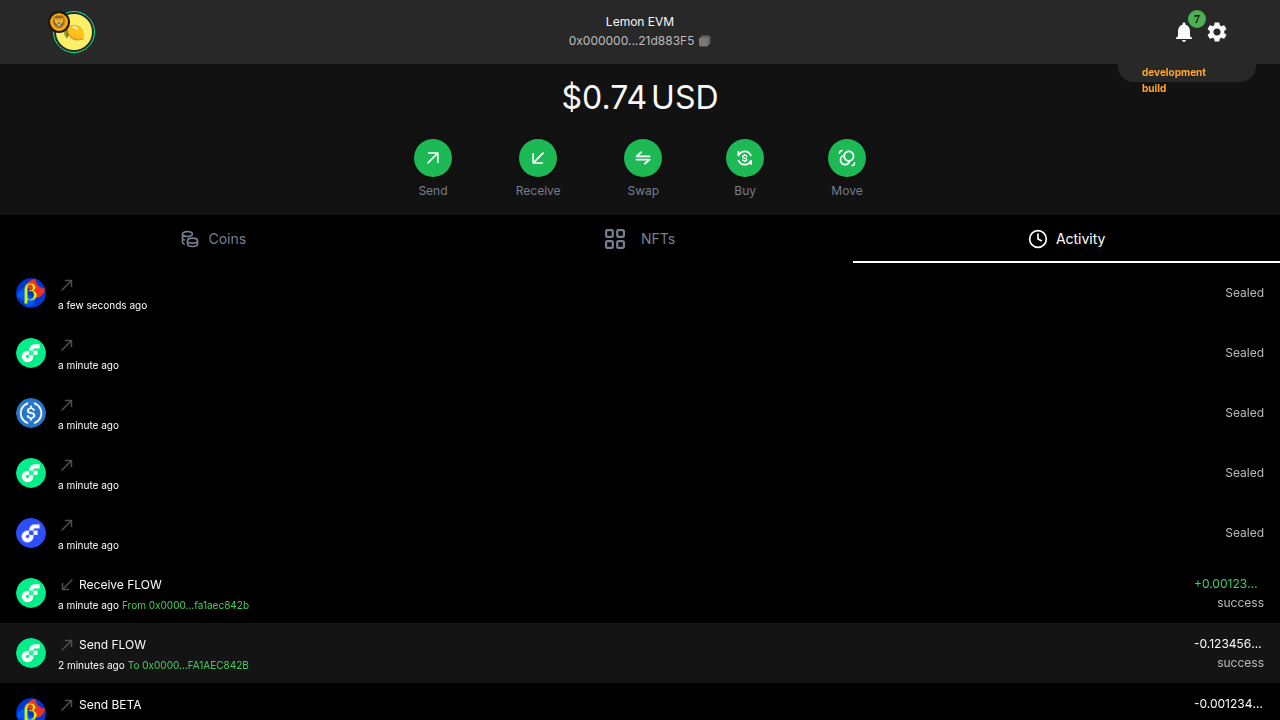 Lemon EVM
0x000000...21d883F5
7
development
build
$0.74 USD
Send
Receive
Swap
Buy
Move
Coins
NFTs
Activity
a few seconds ago
Sealed
a minute ago
Sealed
a minute ago
Sealed
a minute ago
Sealed
a minute ago
Sealed
Receive FLOW
+0.00123...
a minute ago From 0x0000...fa1aec842b
success
Send FLOW
-0.123456...
2 minutes ago To 0x0000...FA1AEC842B
success
Send BETA
-0.001234...